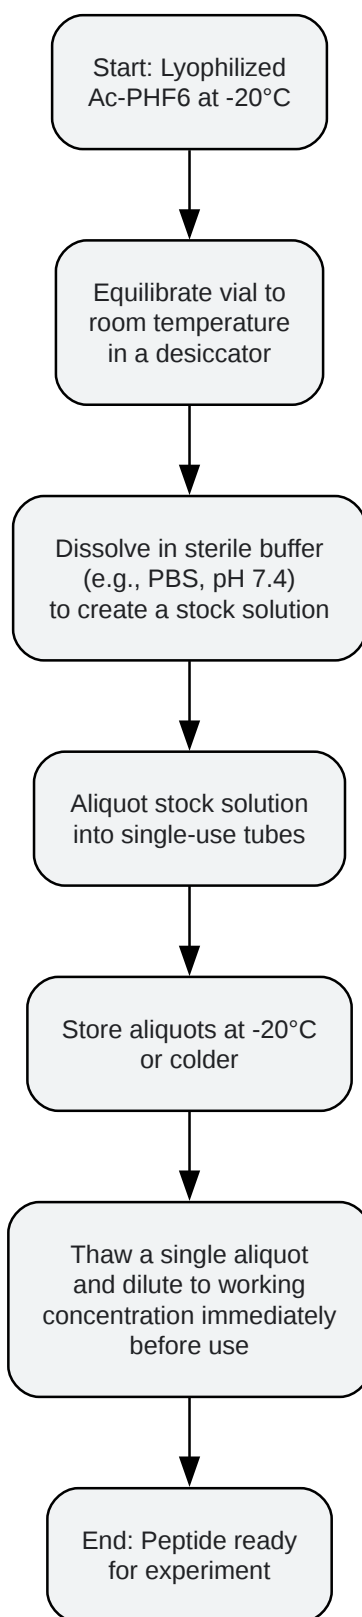 Start: Lyophilized
Ac-PHF6 at -20°C
Equilibrate vial to
room temperature
in a desiccator
Dissolve in sterile buffer
(e.g., PBS, pH 7.4)
to create a stock solution
Aliquot stock solution
into single-use tubes
Store aliquots at -20°C
or colder
Thaw a single aliquot
and dilute to working
concentration immediately
before use
End: Peptide ready
for experiment